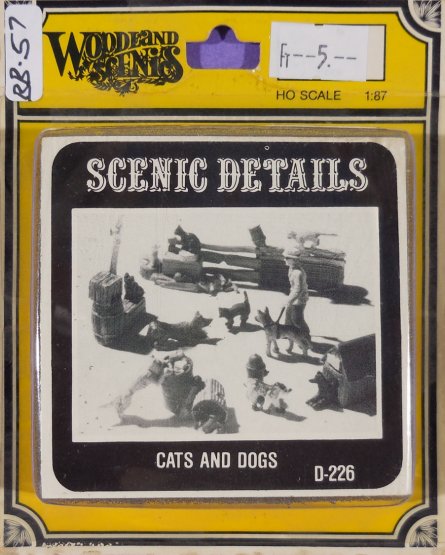 RB.57
WOODLAND
SCENICS
Fr--5.--
HO SCALE 1:87
SCENIC DETAILS
CATS AND DOGS
D-226